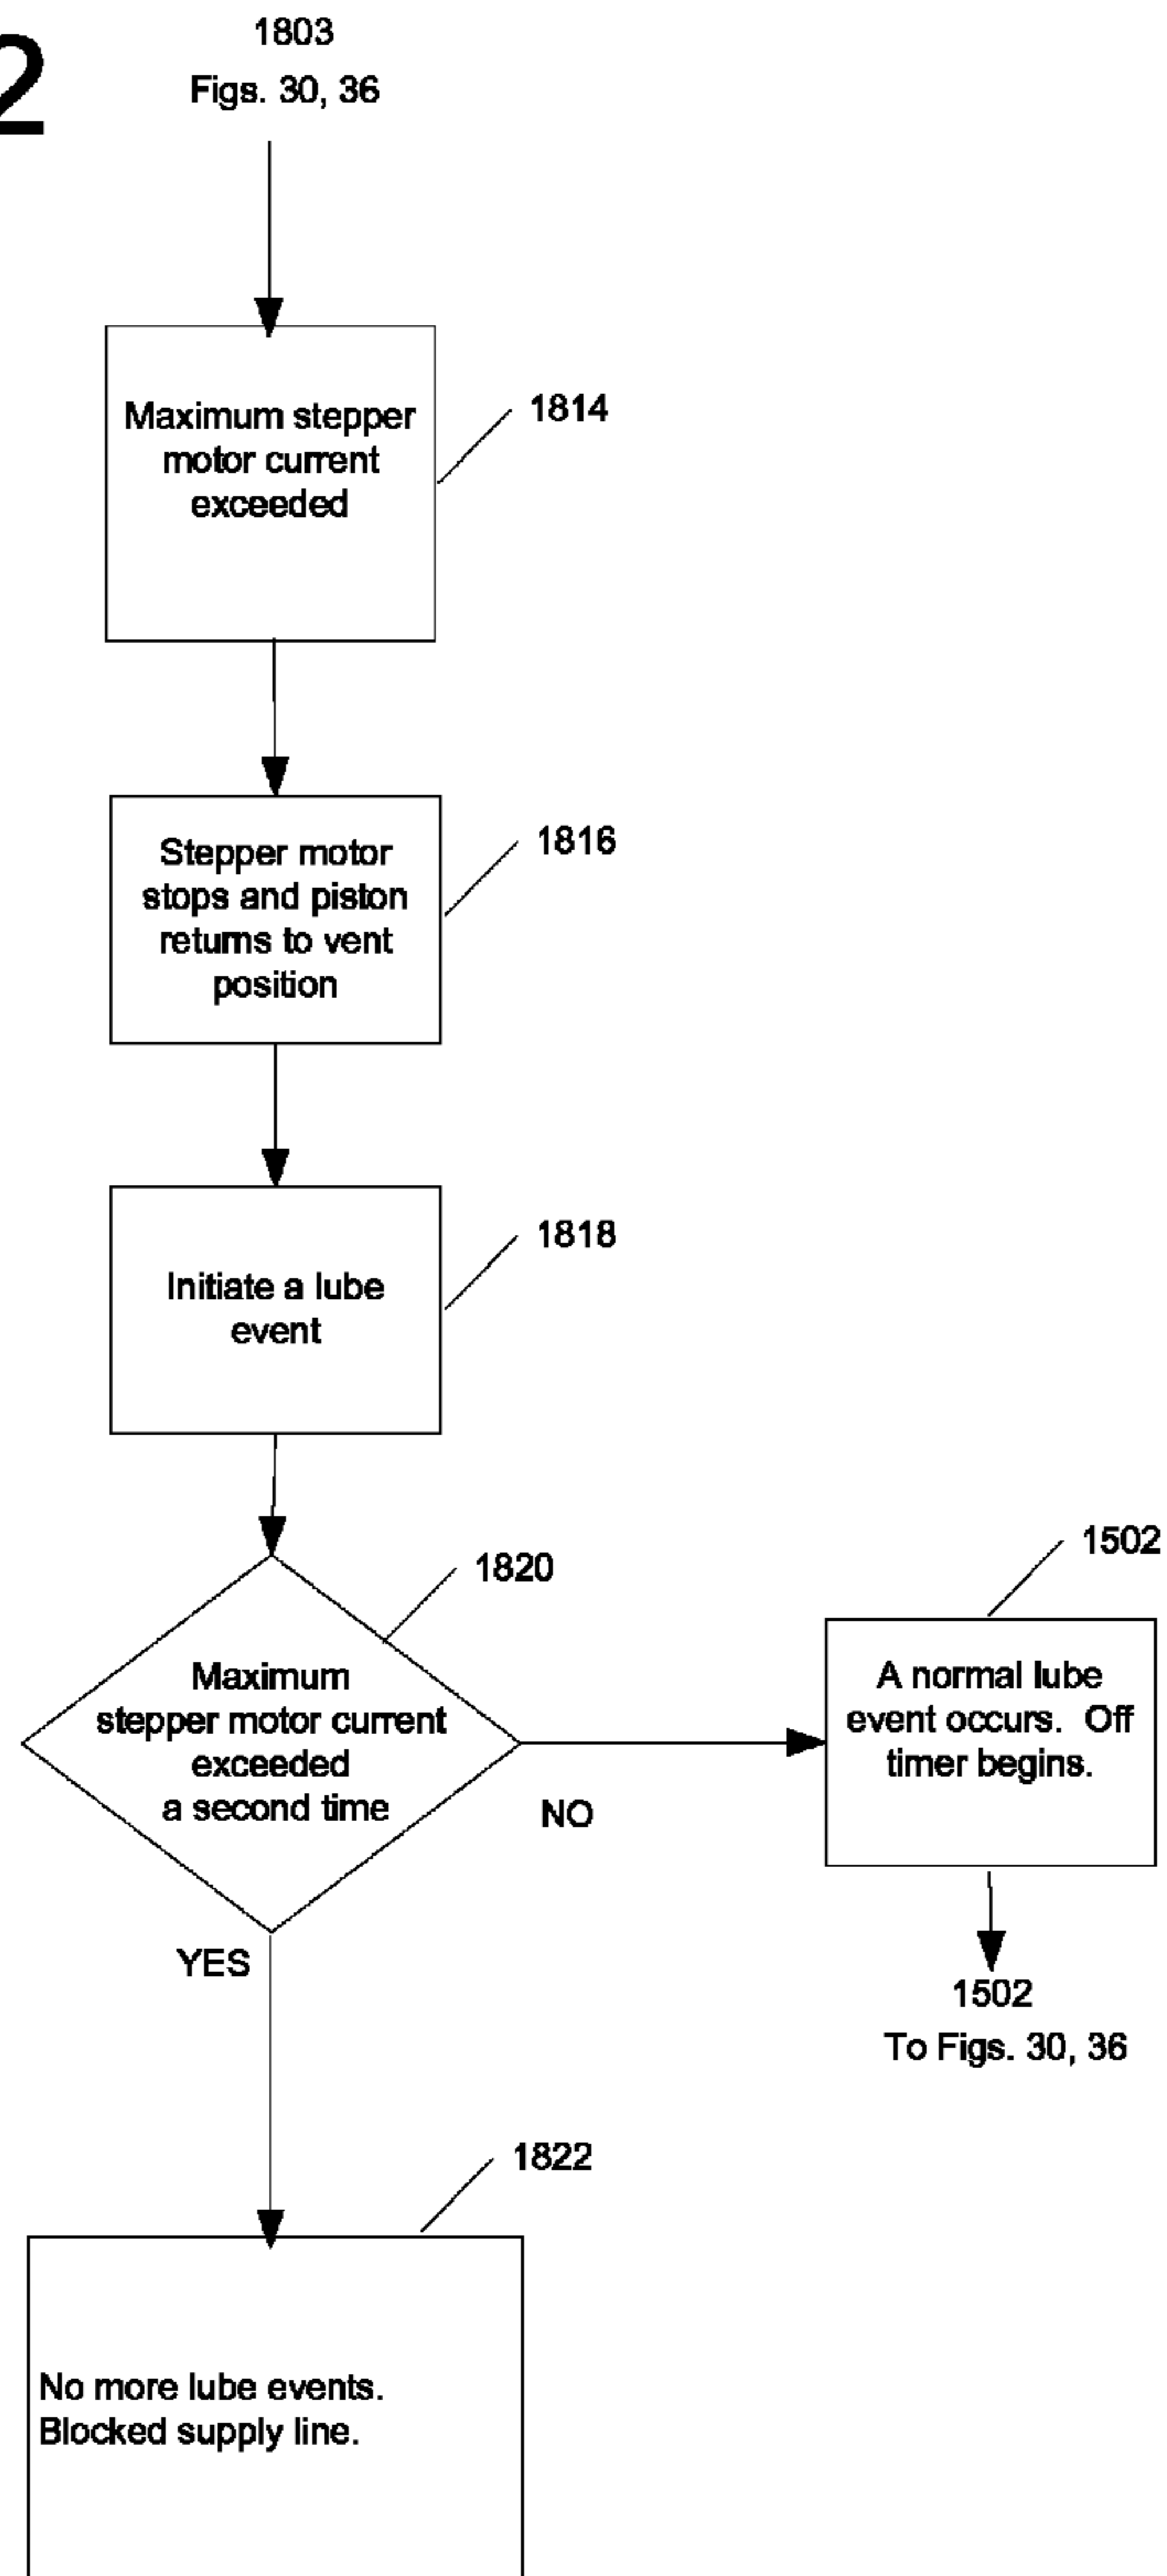 2
1803
Figs. 30, 36
Maximum stepper
motor current
exceeded
1814
Stepper motor
stops and piston
returns to vent
position
1816
Initiate a lube
event
1818
Maximum
stepper motor current
exceeded
a second time
1820
NO
YES
1502
A normal lube
event occurs. Off
timer begins.
1502
To Figs. 30, 36
1822
No more lube events.
Blocked supply line.